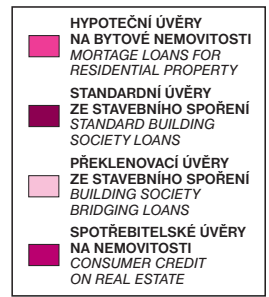 HYPOTEČNÍ ÚVĚRY
NA BYTOVÉ NEMOVITOSTI
MORTAGE LOANS FOR
RESIDENTIAL PROPERTY
STANDARDNÍ ÚVĚRY
ZE STAVEBNÍHO SPOŘENÍ
STANDARD BUILDING
SOCIETY LOANS
PŘEKLENOVACÍ ÚVĚRY
ZE STAVEBNÍHO SPOŘENÍ
BUILDING SOCIETY
BRIDGING LOANS
SPOTŘEBITELSKÉ ÚVĚRY
NA NEMOVITOSTI
CONSUMER CREDIT
ON REAL ESTATE